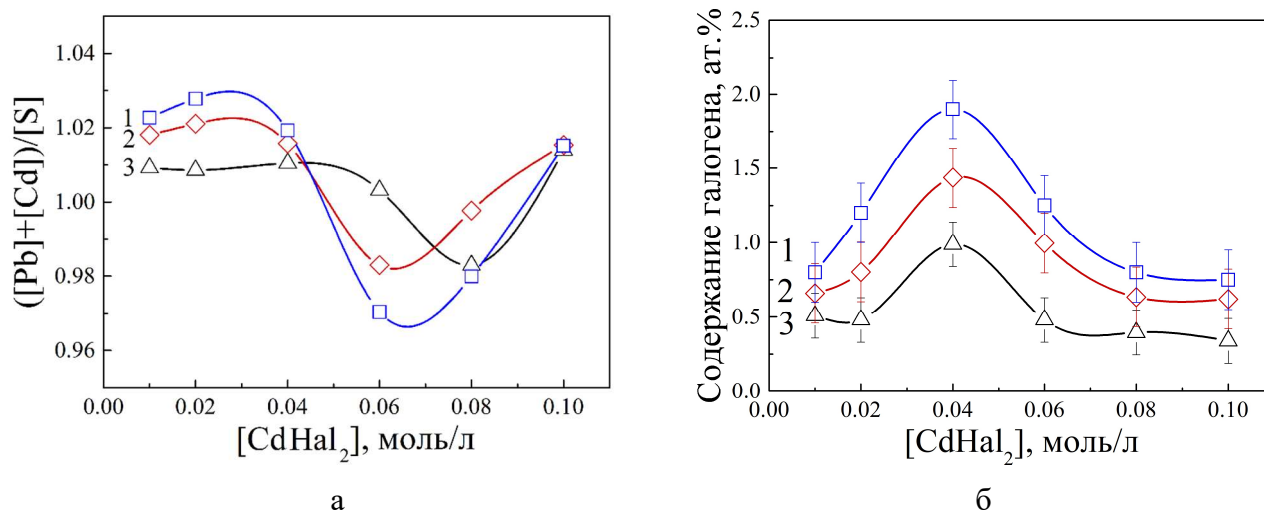 ([Pb]+[Cd])/[S]
1.04
1.02
1.00
0.98
0.96
1
2
3
0.00 0.02 0.04 0.06 0.08 0.10
[CdHal₂], моль/л
а
Содержание галогена, ат.%
2.5
2.0
1.5
1.0
0.5
0.0
1
2
3
0.00 0.02 0.04 0.06 0.08 0.10
[CdHal₂], моль/л
б